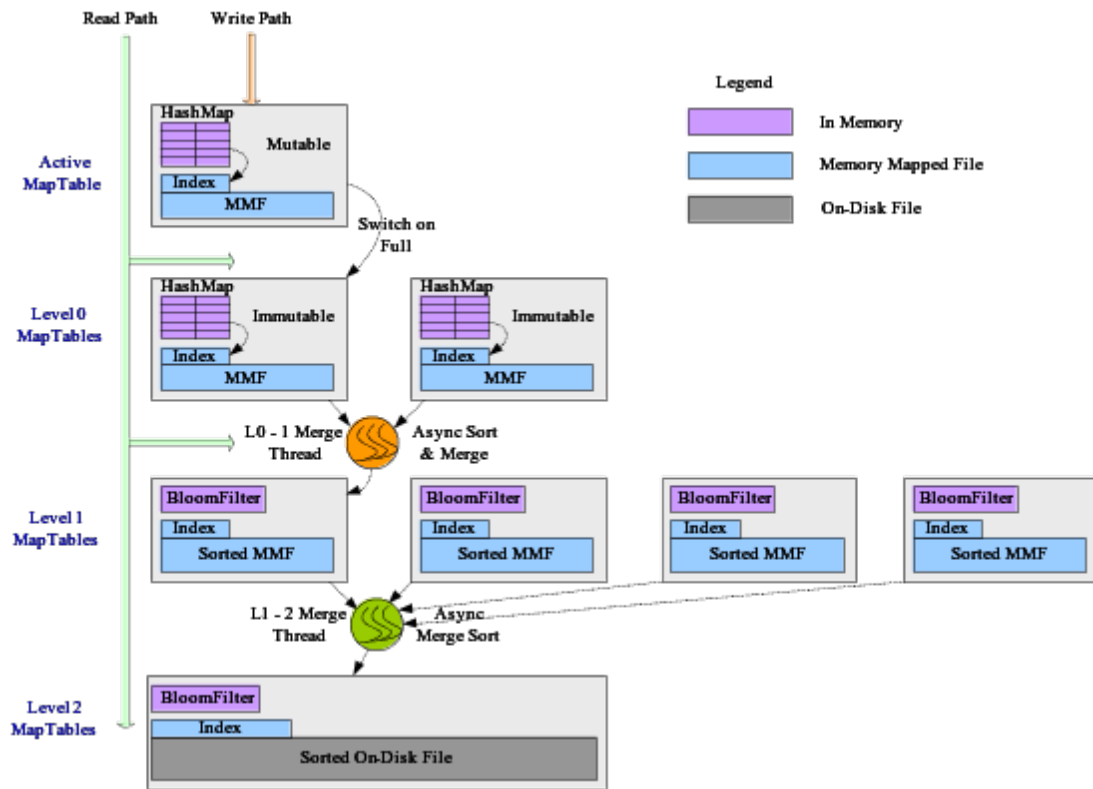 Read Path
Write Path
Legend
In Memory
Memory Mapped File
On-Disk File
Active
MapTable
HashMap
Mutable
Index
MMF
Switch on
Full
Level 0
MapTables
HashMap
Immutable
Index
MMF
HashMap
Immutable
Index
MMF
L0 - 1 Merge
Thread
Async Sort
& Merge
Level 1
MapTables
BloomFilter
Index
Sorted MMF
BloomFilter
Index
Sorted MMF
BloomFilter
Index
Sorted MMF
BloomFilter
Index
Sorted MMF
L1 - 2 Merge
Thread
Async
Merge Sort
Level 2
MapTables
BloomFilter
Index
Sorted On-Disk File